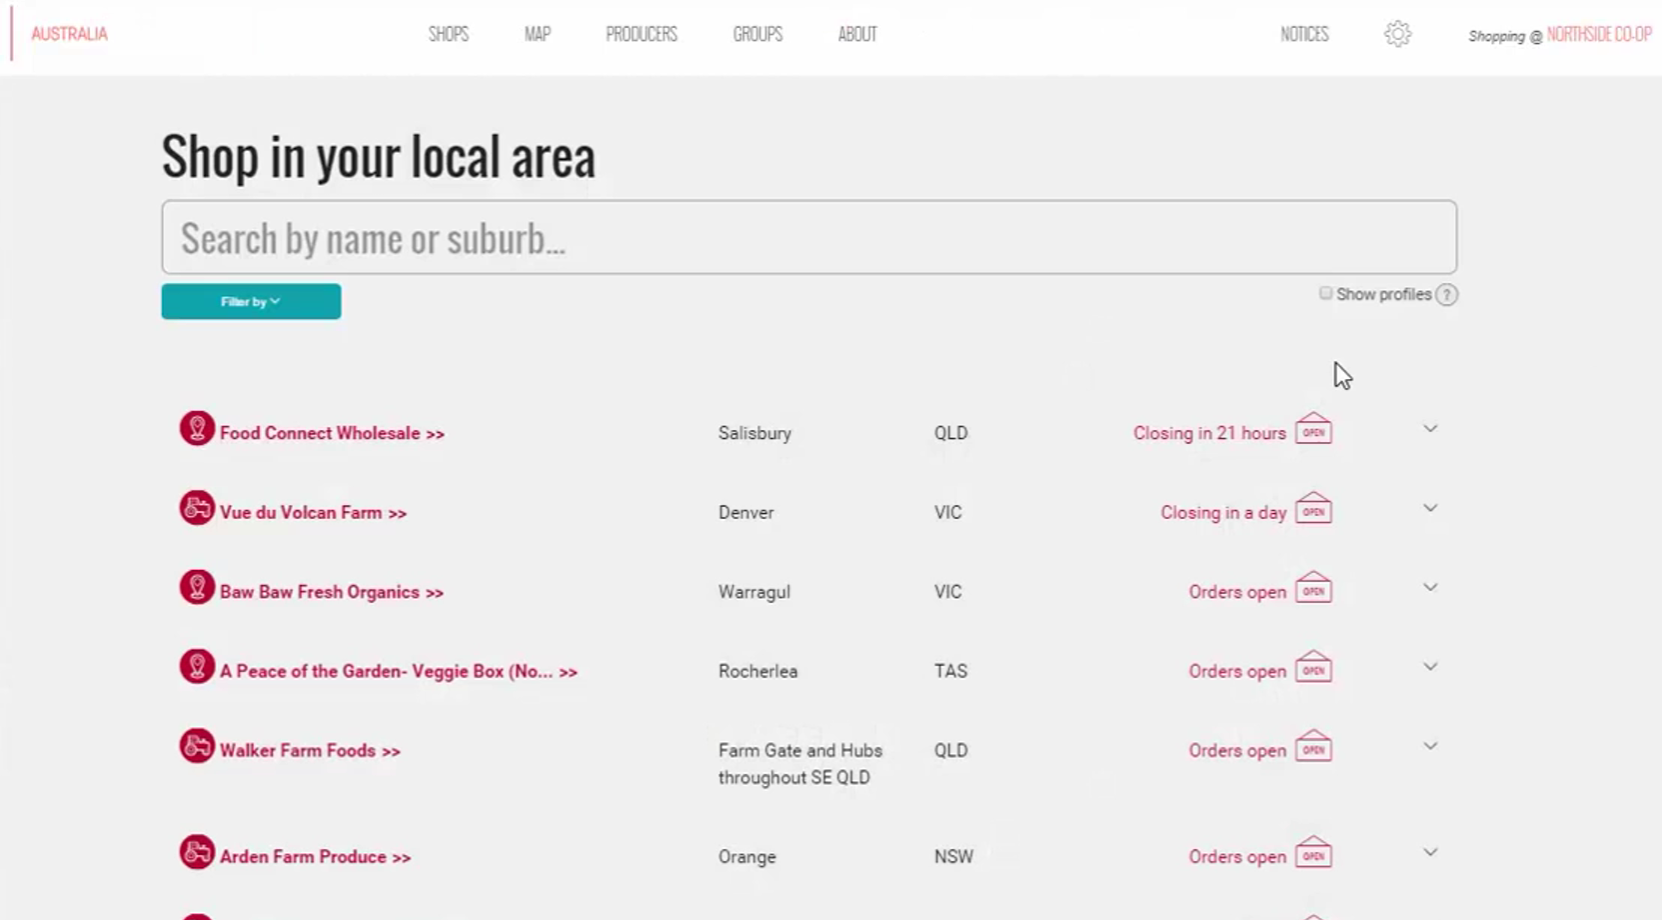 AUSTRALIA SHOPS MAP PRODUCERS GROUPS ABOUT NOTICES Shopping @ NORTHSIDE CO-OP
Shop in your local area
Search by name or suburb...
Filter by
Show profiles ?
Food Connect Wholesale >> Salisbury QLD Closing in 21 hours OPEN
Vue du Volcan Farm >> Denver VIC Closing in a day OPEN
Baw Baw Fresh Organics >> Warragul VIC Orders open OPEN
A Peace of the Garden- Veggie Box (No... >> Rocherlea TAS Orders open OPEN
Walker Farm Foods >> Farm Gate and Hubs QLD Orders open OPEN
throughout SE QLD
Arden Farm Produce >> Orange NSW Orders open OPEN